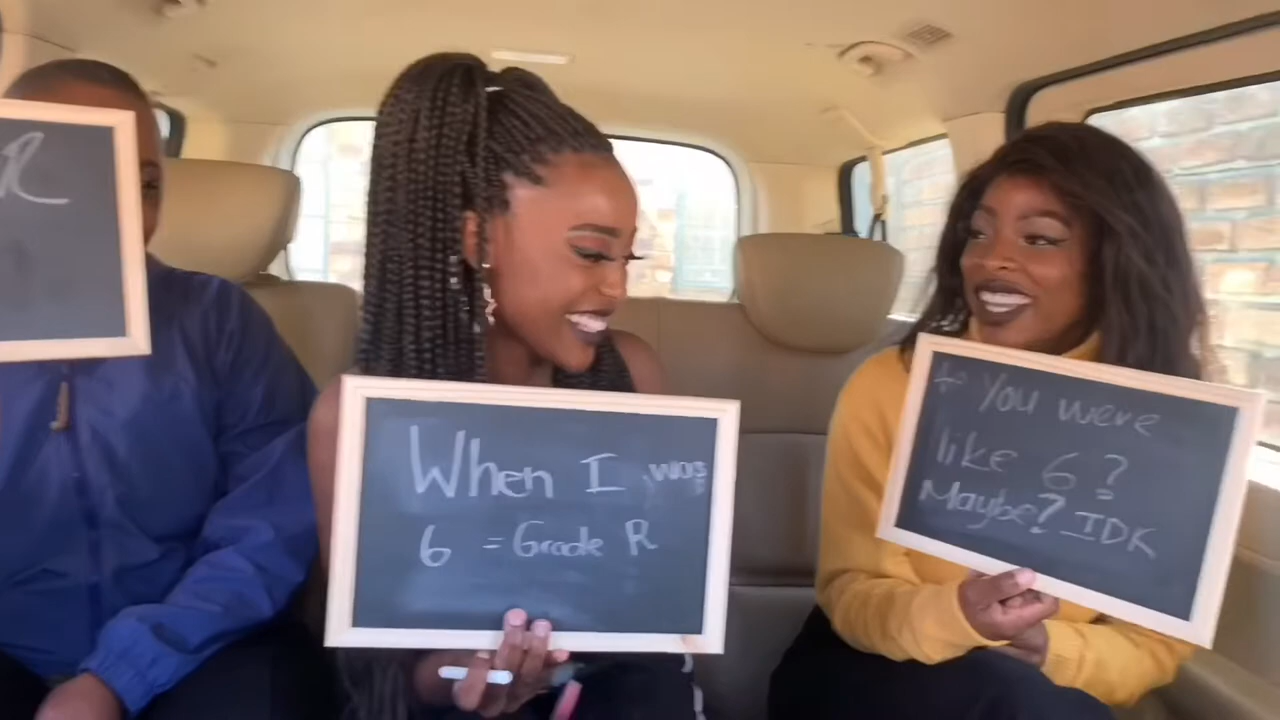 R
When I was
6 = Grade R
You were
like 6?
Maybe? IDK